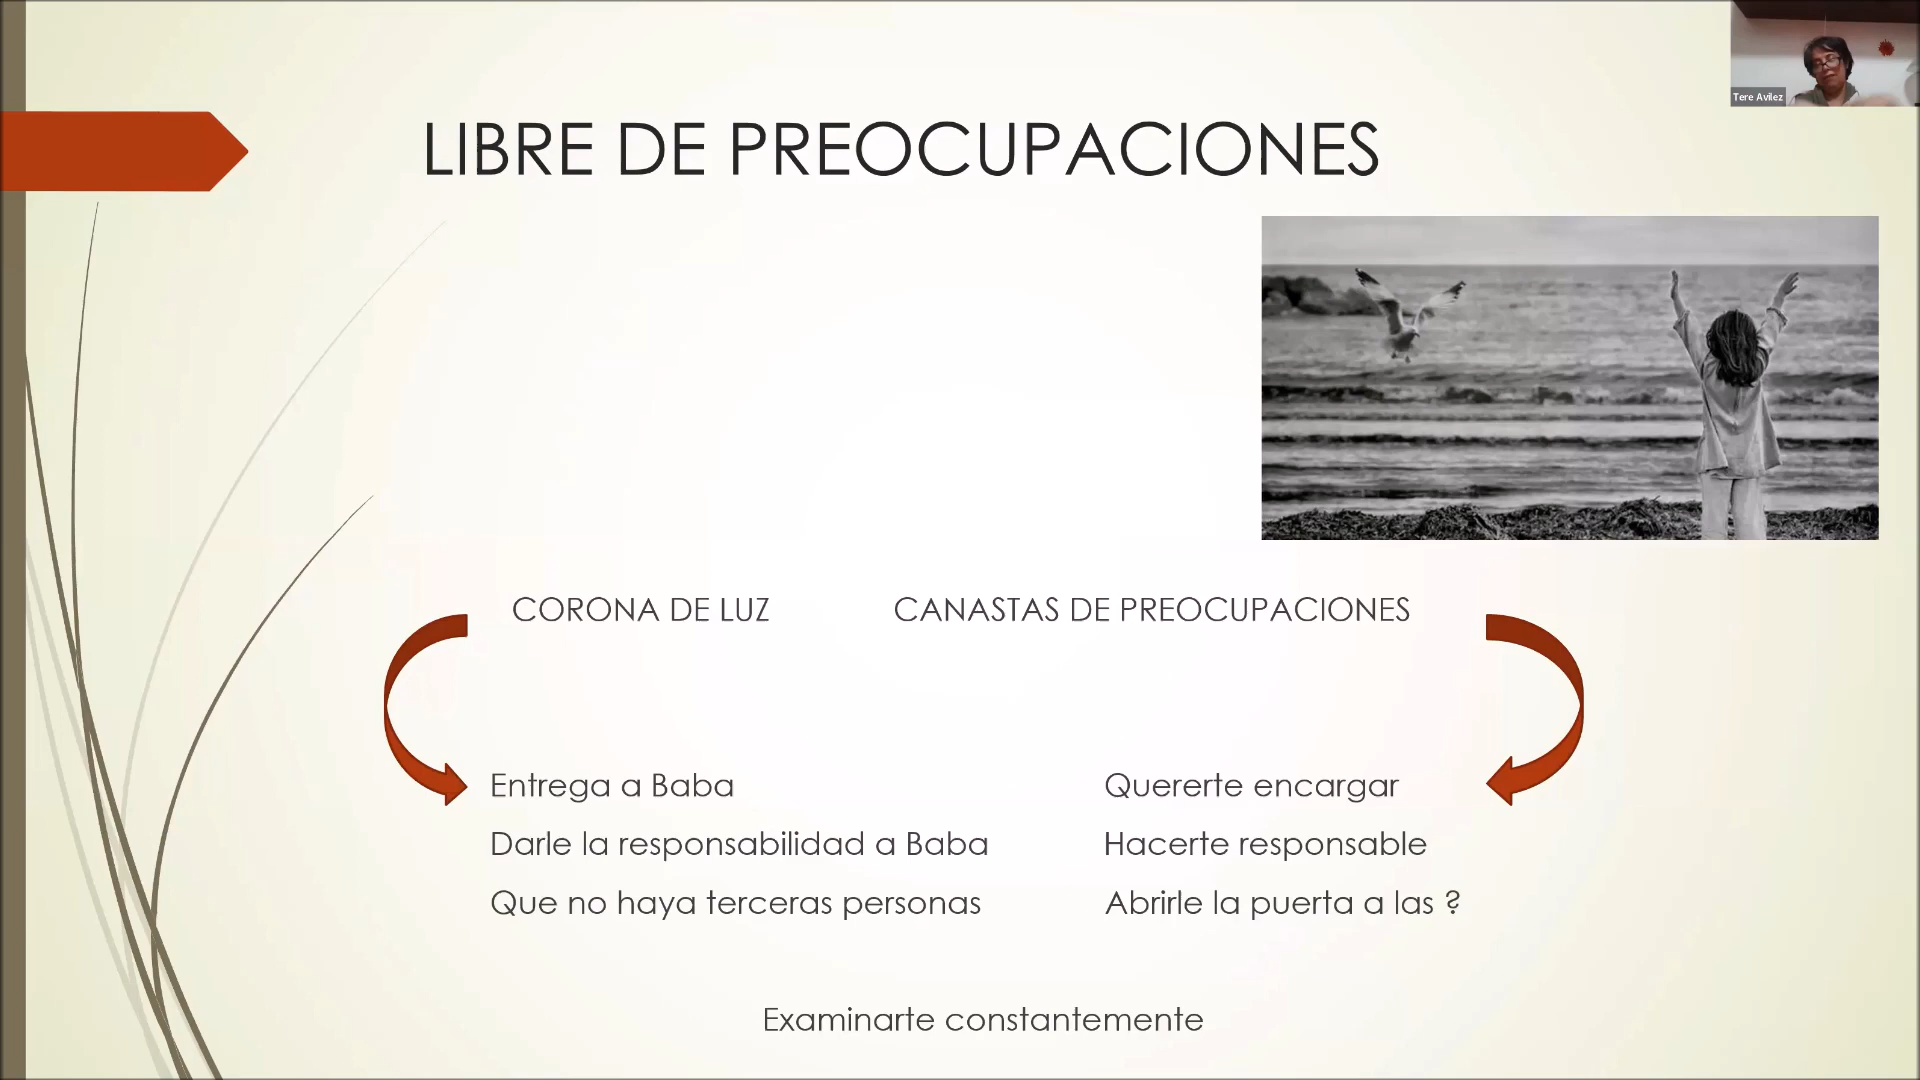 Tere Avilez
LIBRE DE PREOCUPACIONES
CORONA DE LUZ
CANASTAS DE PREOCUPACIONES
Entrega a Baba
Darle la responsabilidad a Baba
Que no haya terceras personas
Quererte encargar
Hacerte responsable
Abrirle la puerta a las ?
Examinarte constantemente